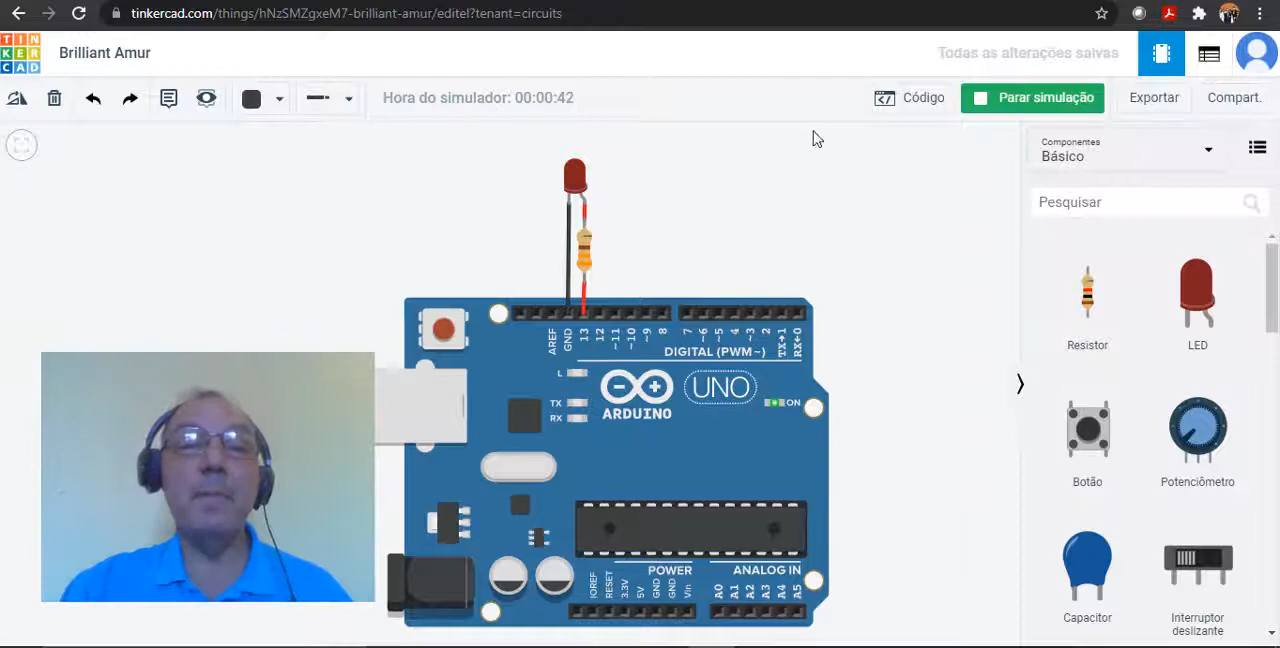 tinkercad.com/things/hNzSMZgxeM7-brilliant-amur/editel?tenant=circuits
TIN
KER
CAD
Brilliant Amur
Todas as alterações salvas
Hora do simulador: 00:00:42
Código
Parar simulação
Exportar
Compart.
Componentes
Básico
Pesquisar
Resistor
LED
Botão
Potenciômetro
Capacitor
Interruptor
deslizante
AREF
GND
13
12
~11
~10
~9
8
7
~6
~5
4
~3
2
TX→1
RX←0
DIGITAL (PWM ~)
L
TX
RX
ARDUINO
UNO
ON
POWER
ANALOG IN
IOREF
RESET
3.3V
5V
GND
GND
Vin
A0
A1
A2
A3
A4
A5